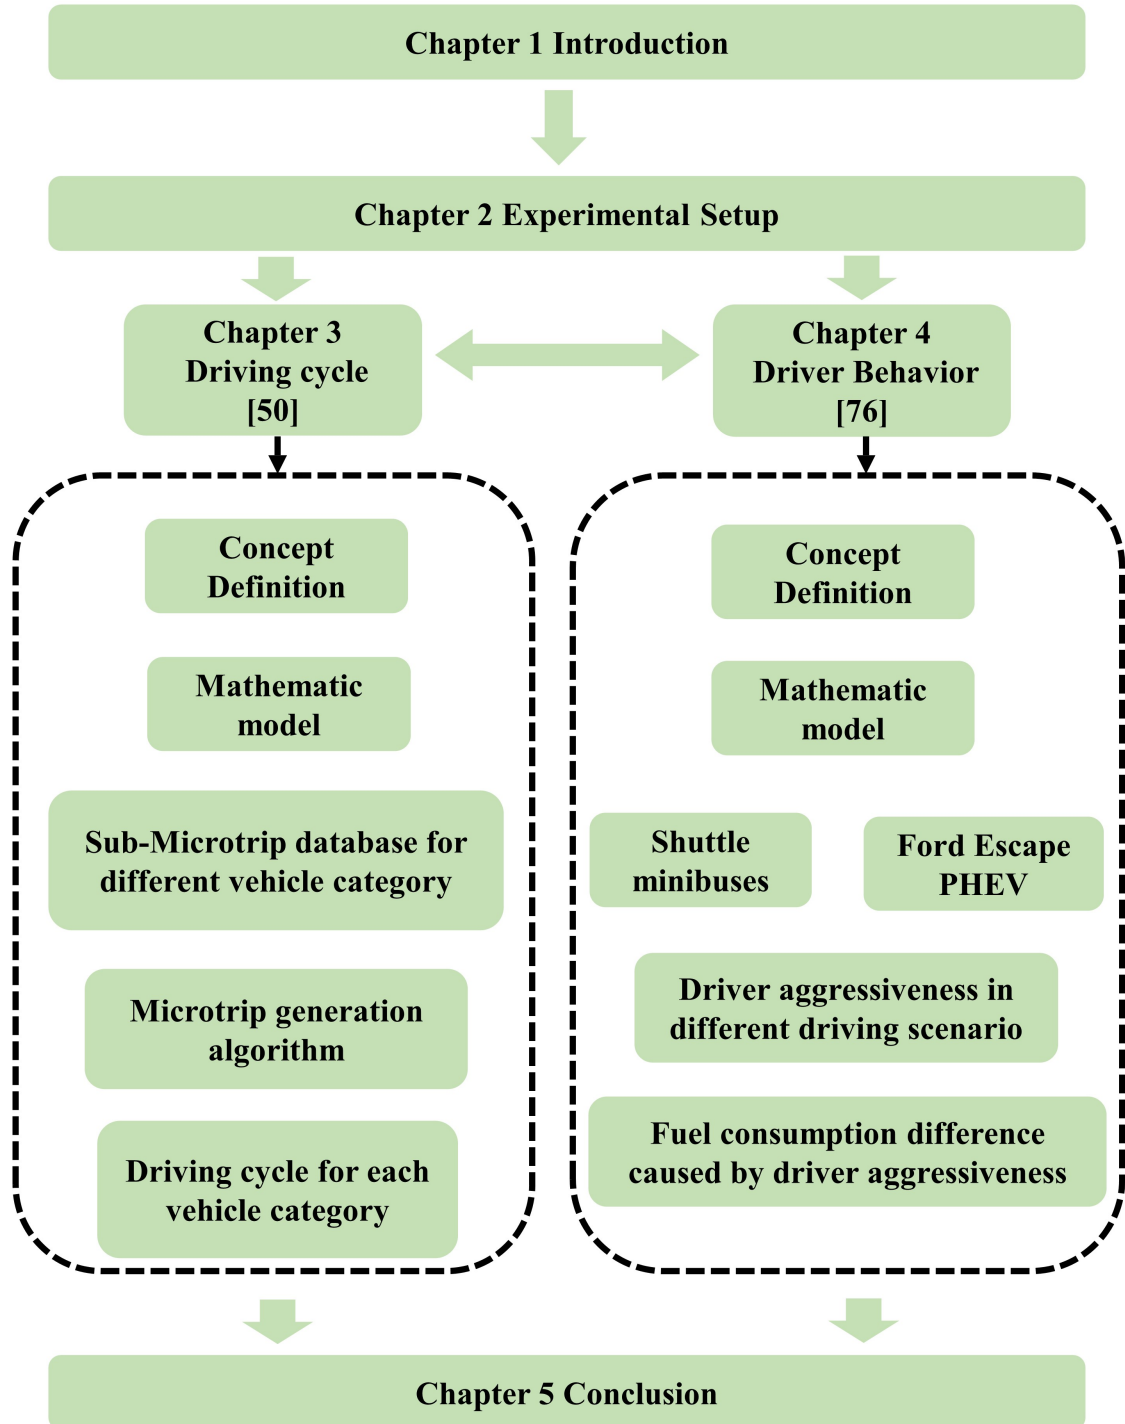 Chapter 1 Introduction
Chapter 2 Experimental Setup
Chapter 3
Driving cycle
[50]
Chapter 4
Driver Behavior
[76]
Concept
Definition
Mathematic
model
Sub-Microtrip database for
different vehicle category
Microtrip generation
algorithm
Driving cycle for each
vehicle category
Concept
Definition
Mathematic
model
Shuttle
minibuses
Ford Escape
PHEV
Driver aggressiveness in
different driving scenario
Fuel consumption difference
caused by driver aggressiveness
Chapter 5 Conclusion